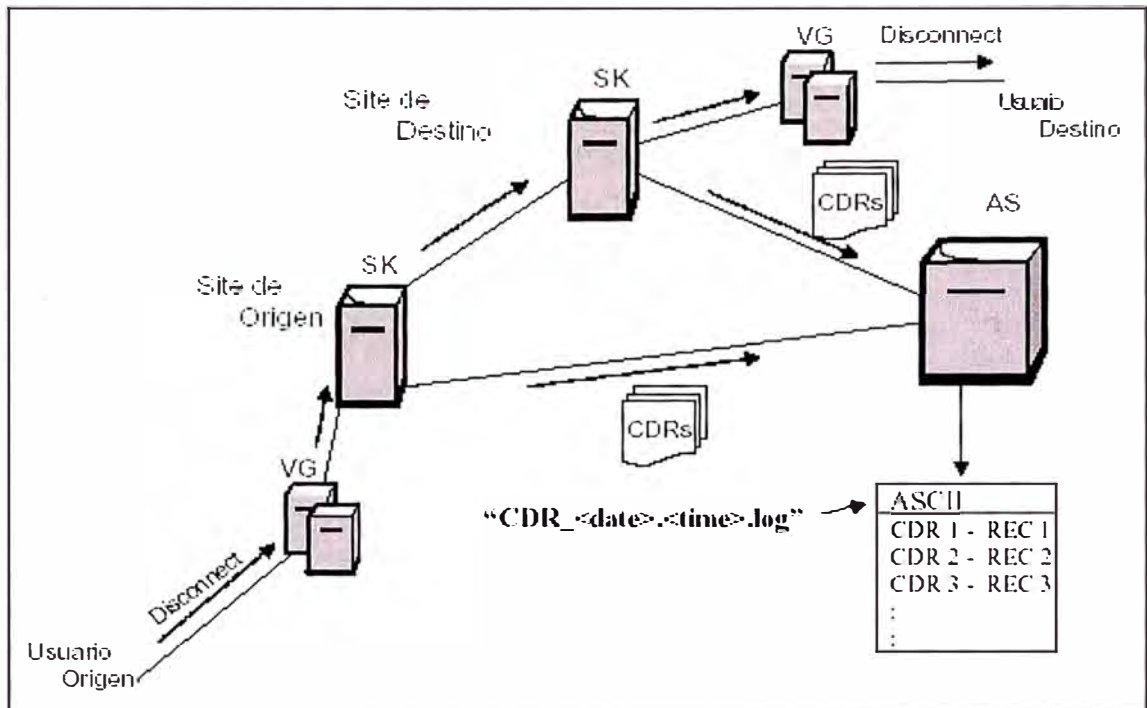 VG
Disconnect
SK
Site de
Destino
Usuario
Destino
CDRs
AS
SK
Site de
Origen
CDRs
VG
"CDR_<date>.<time>.log"
ASCII
CDR 1 - REC 1
CDR 2 - REC 2
CDR 3 - REC 3
:
:
Disconnect
Usuario
Origen